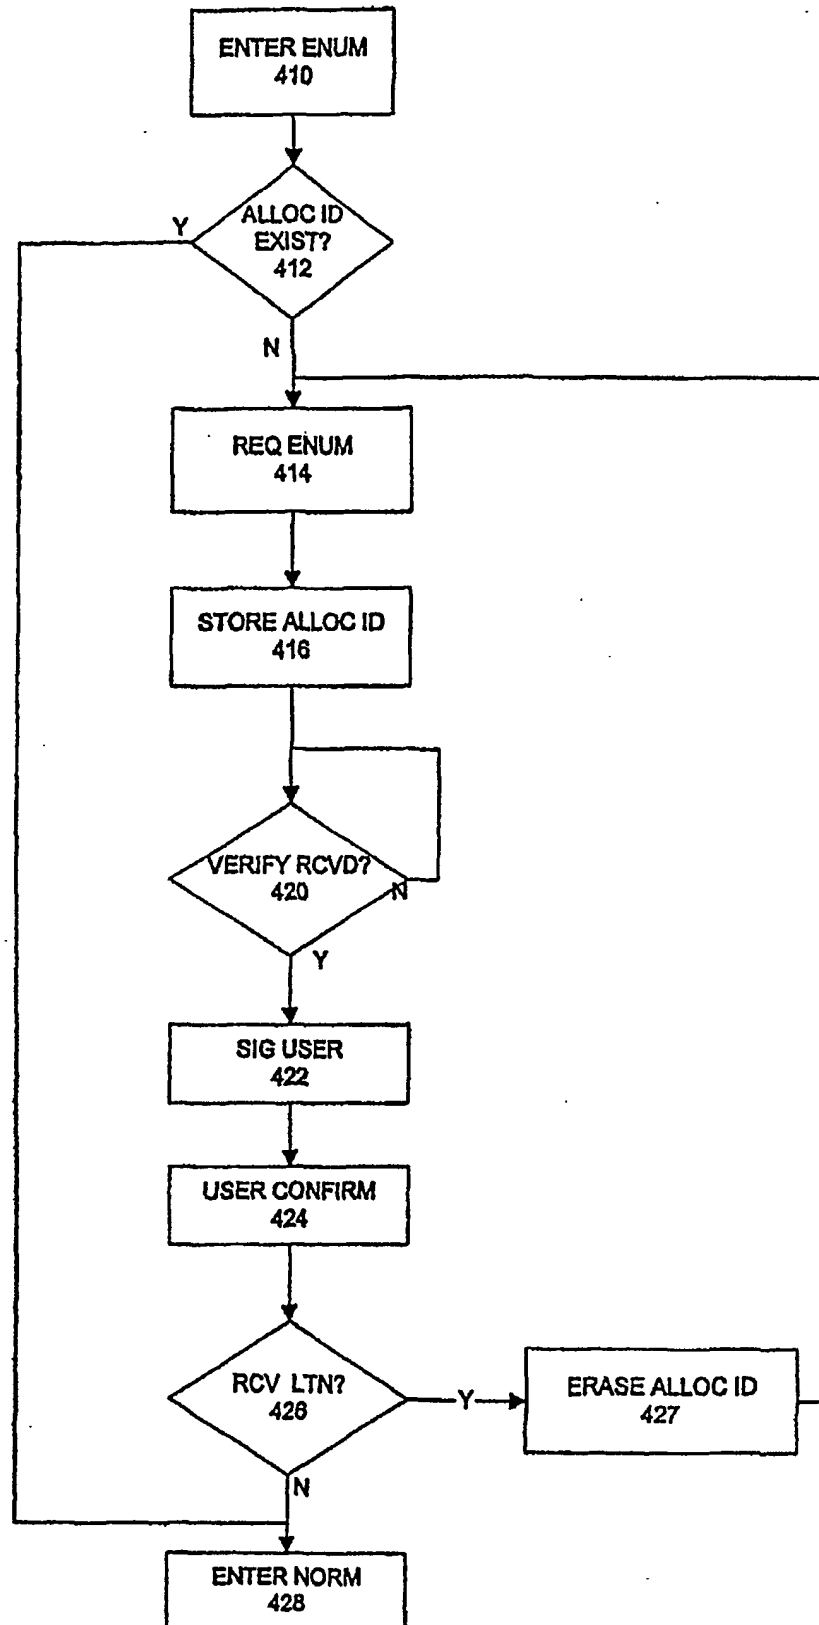 ENTER ENUM
410
ALLOC ID
EXIST?
412
Y
N
REQ ENUM
414
STORE ALLOC ID
416
VERIFY RCVD?
420
N
Y
SIG USER
422
USER CONFIRM
424
RCV LTN?
426
Y
ERASE ALLOC ID
427
N
ENTER NORM
428